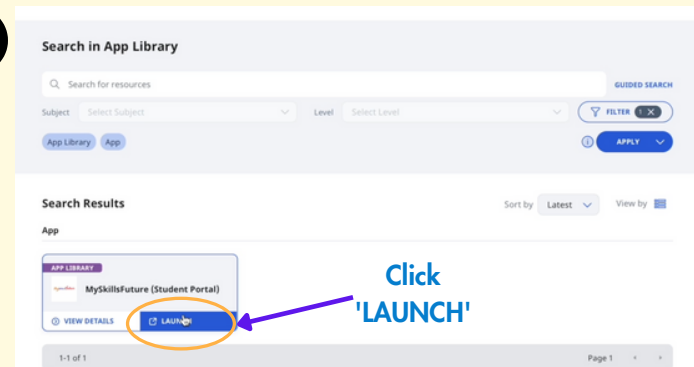 Search in App Library
Search for resources
GUIDED SEARCH
Subject Select Subject Level Select Level FILTER 1 X
App Library App APPLY
Search Results
Sort by Latest View by
App
APP LIBRARY
MySkillsFuture (Student Portal)
VIEW DETAILS LAUNCH
Click
'LAUNCH'
1-1 of 1 Page 1